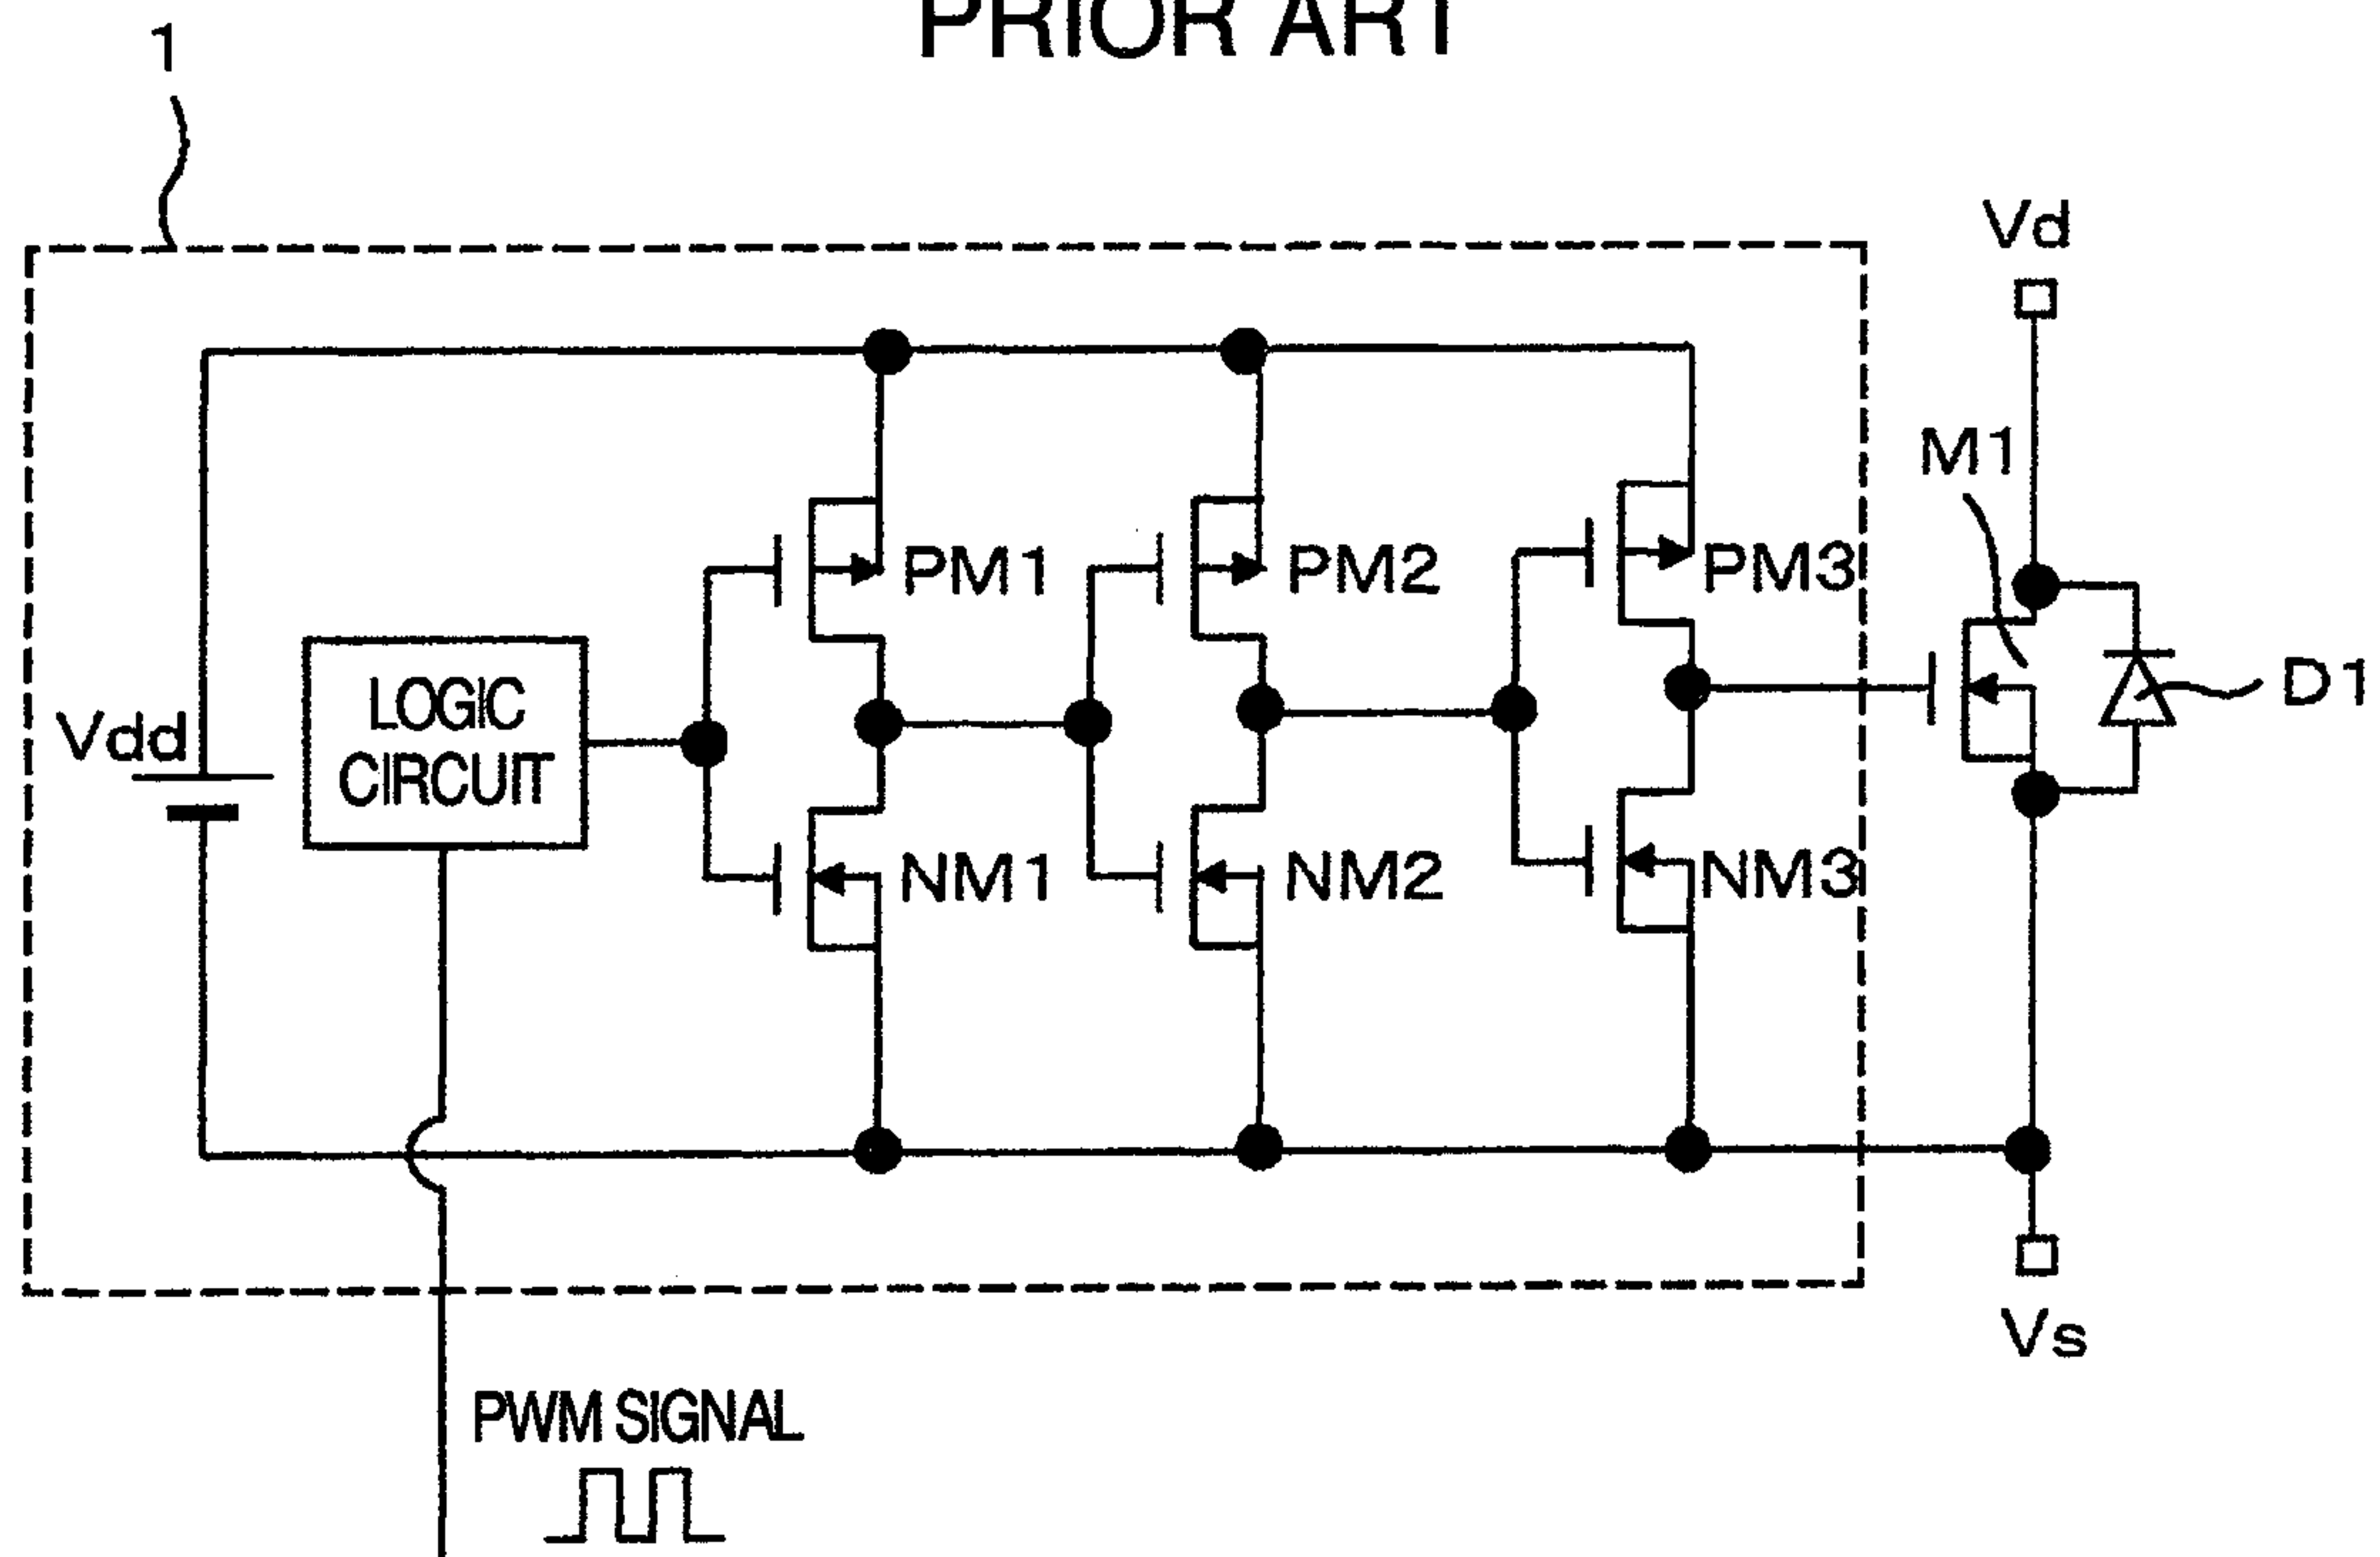 PRIOR ART
1
Vd
M1
PM1
PM2
PM3
D1
LOGIC
CIRCUIT
Vdd
NM1
NM2
NM3
Vs
PWM SIGNAL